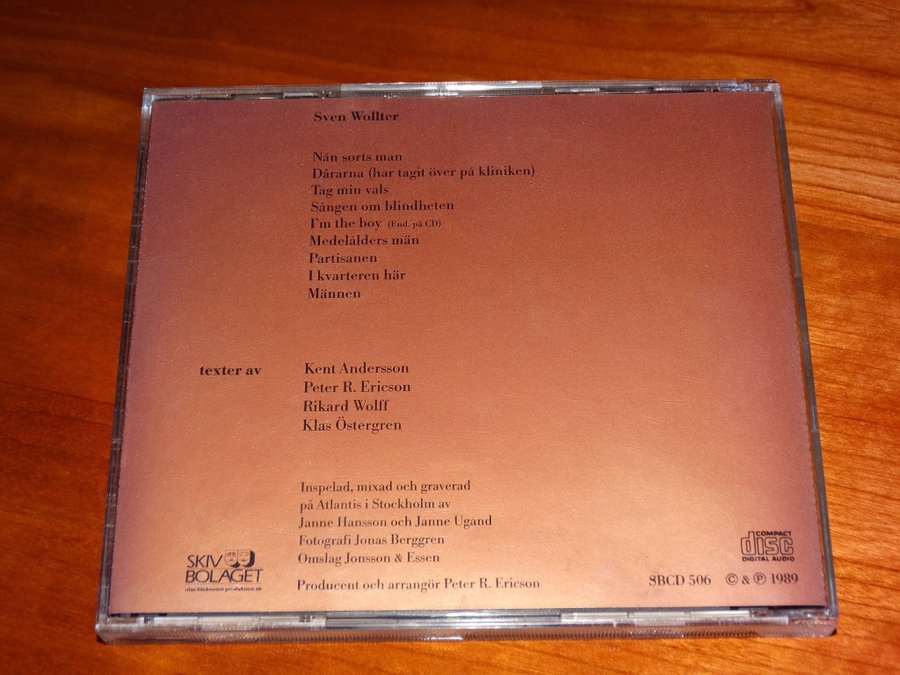 Sven Wollter
Nån sorts man
Dårarna (har tagit över på kliniken)
Tag min vals
Sången om blindheten
I'm the boy (End. på CD)
Medelålders män
Partisanen
I kvarteren här
Männen
texter av
Kent Andersson
Peter R. Ericson
Rikard Wolff
Klas Östergren
Inspelad, mixad och graverad
på Atlantis i Stockholm av
Janne Hansson och Janne Ugand
Fotografi Jonas Berggren
Omslag Jonsson & Essen
Producent och arrangör Peter R. Ericson
SKIV
BOLAGET
COMPACT
disc
DIGITAL AUDIO
SBCD 506 © & ℗ 1989